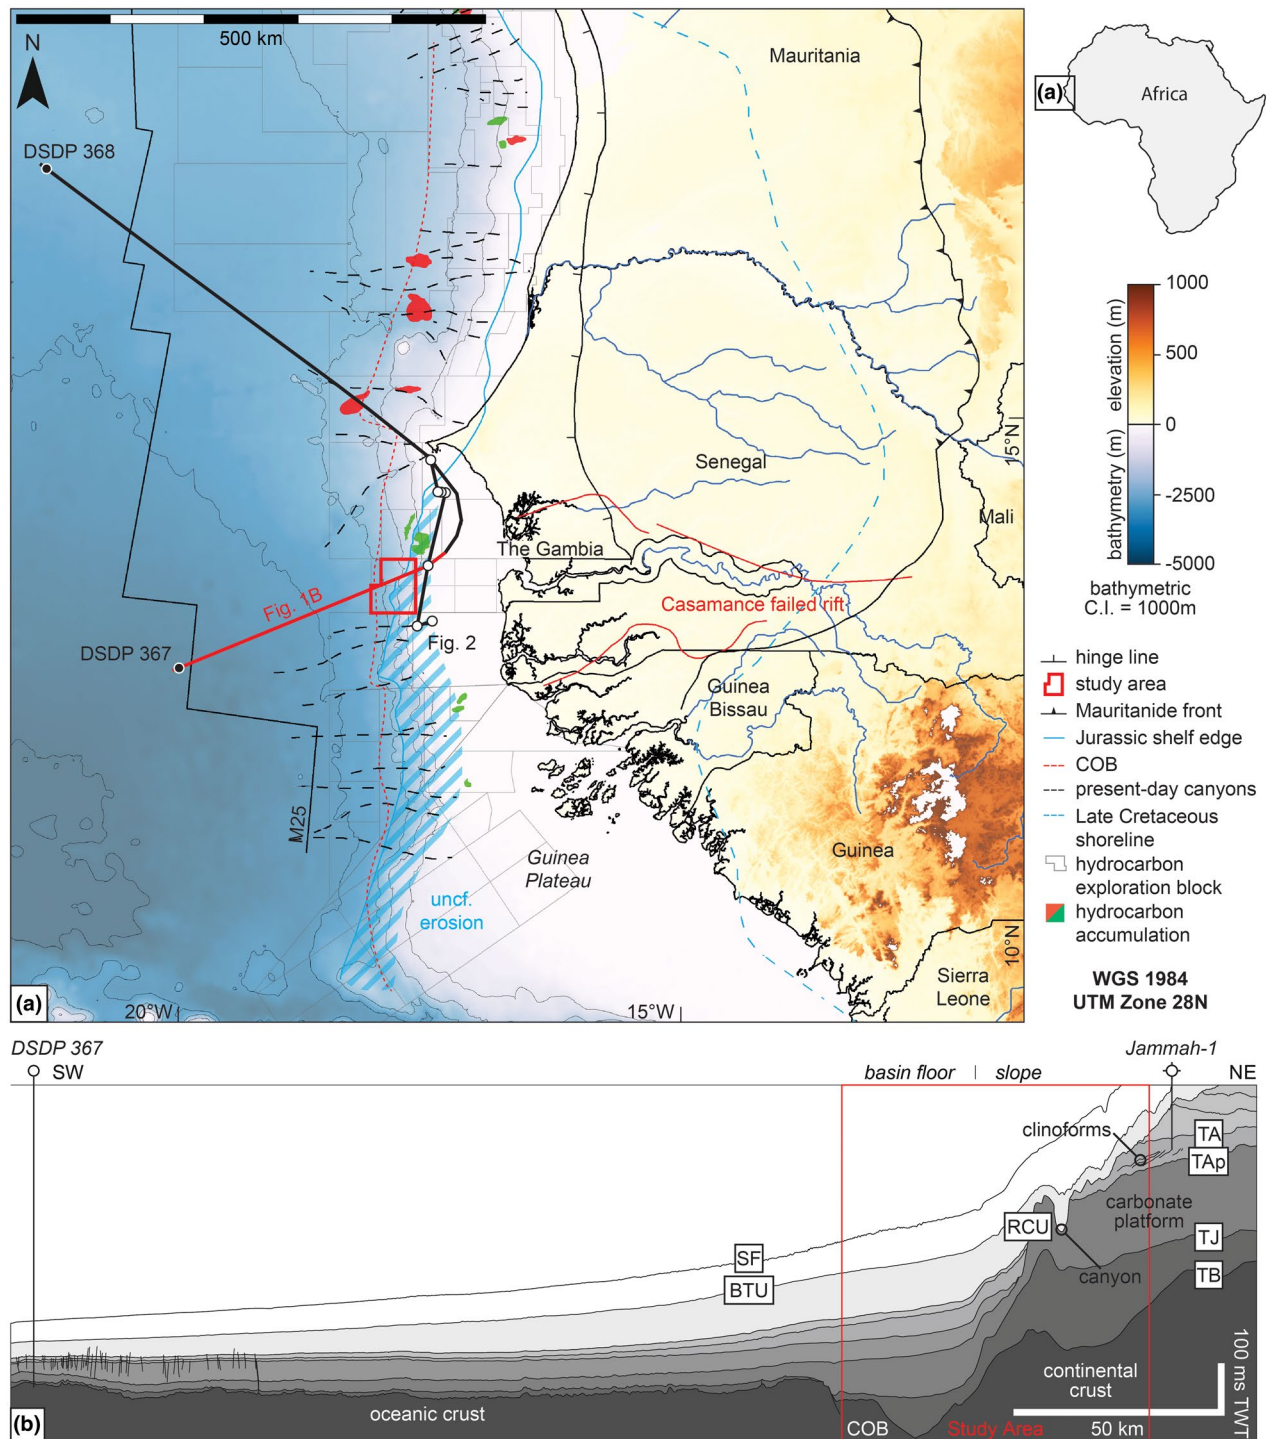 500 km
N
Mauritania
DSDP 368
Senegal
Mali
The Gambia
Casamance failed rift
Fig. 1B
Fig. 2
DSDP 367
Guinea
Bissau
M25
Guinea
Plateau
Guinea
uncf.
erosion
Sierra
Leone
15°N
10°N
20°W
15°W
(a)
(a)
Africa
1000
500
0
-2500
-5000
elevation (m)
bathymetry (m)
bathymetric
C.I. = 1000m
hinge line
study area
Mauritanide front
Jurassic shelf edge
COB
present-day canyons
Late Cretaceous
shoreline
hydrocarbon
exploration block
hydrocarbon
accumulation
WGS 1984
UTM Zone 28N
DSDP 367
SW
basin floor
slope
Jammah-1
NE
clinoforms
TA
TAp
carbonate
platform
RCU
TJ
canyon
TB
SF
BTU
continental
crust
oceanic crust
100 ms TWT
50 km
COB
Study Area
(b)